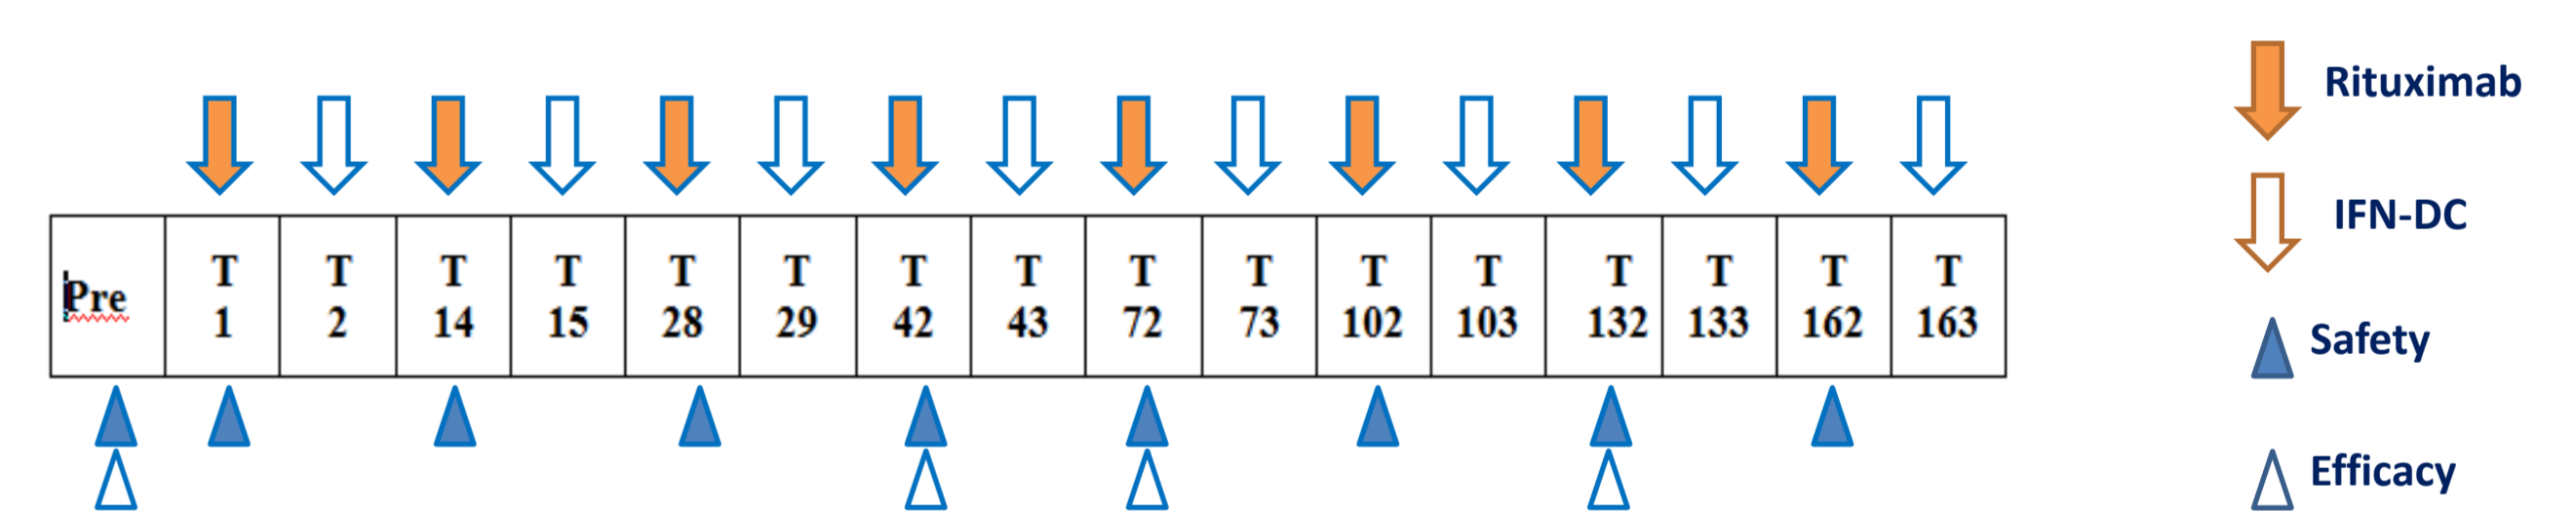 Rituximab
IFN-DC
Pre
T T T T T T T T T T T T T T T
1 2 14 15 28 29 42 43 72 73 102 103 132 133 162 163
Safety
Efficacy